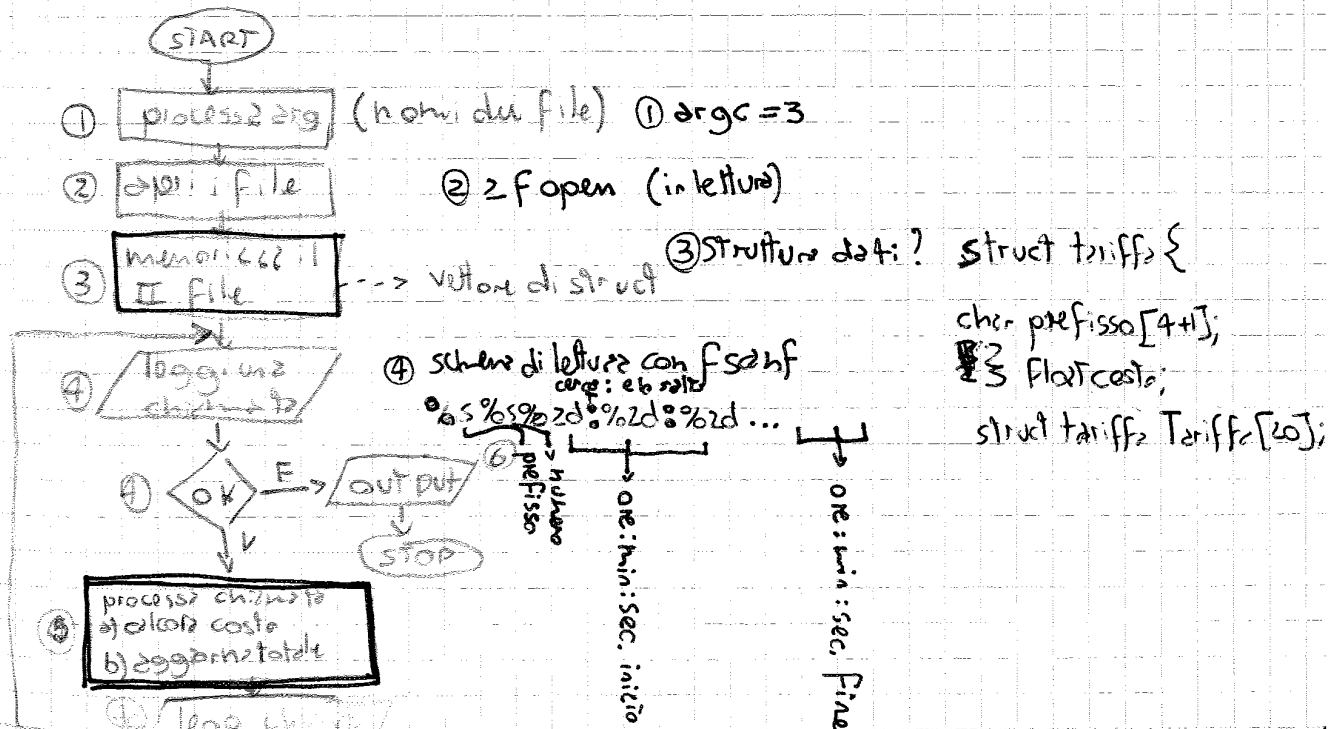 START
① processa arg (nomi dei file) ① argc = 3
② apri i file ② 2 fopen (in lettura)
③ memorizza il II file ---> vettore di struct
③ struttura dati? struct tariffa {
char prefisso[4+1];
} float costo;
struct tariffa Tariffa[20];
④ leggi una chiamata
④ schema di lettura con fscanf
cerca : e lo salta
%s%s%2d:%2d:%2d...
prefisso
numero
ore:min:sec. inizio
ore:min:sec. fine
④ OK F output
⑥
V STOP
⑤ processa chiamata
a) calcola costo
b) aggiorna totale